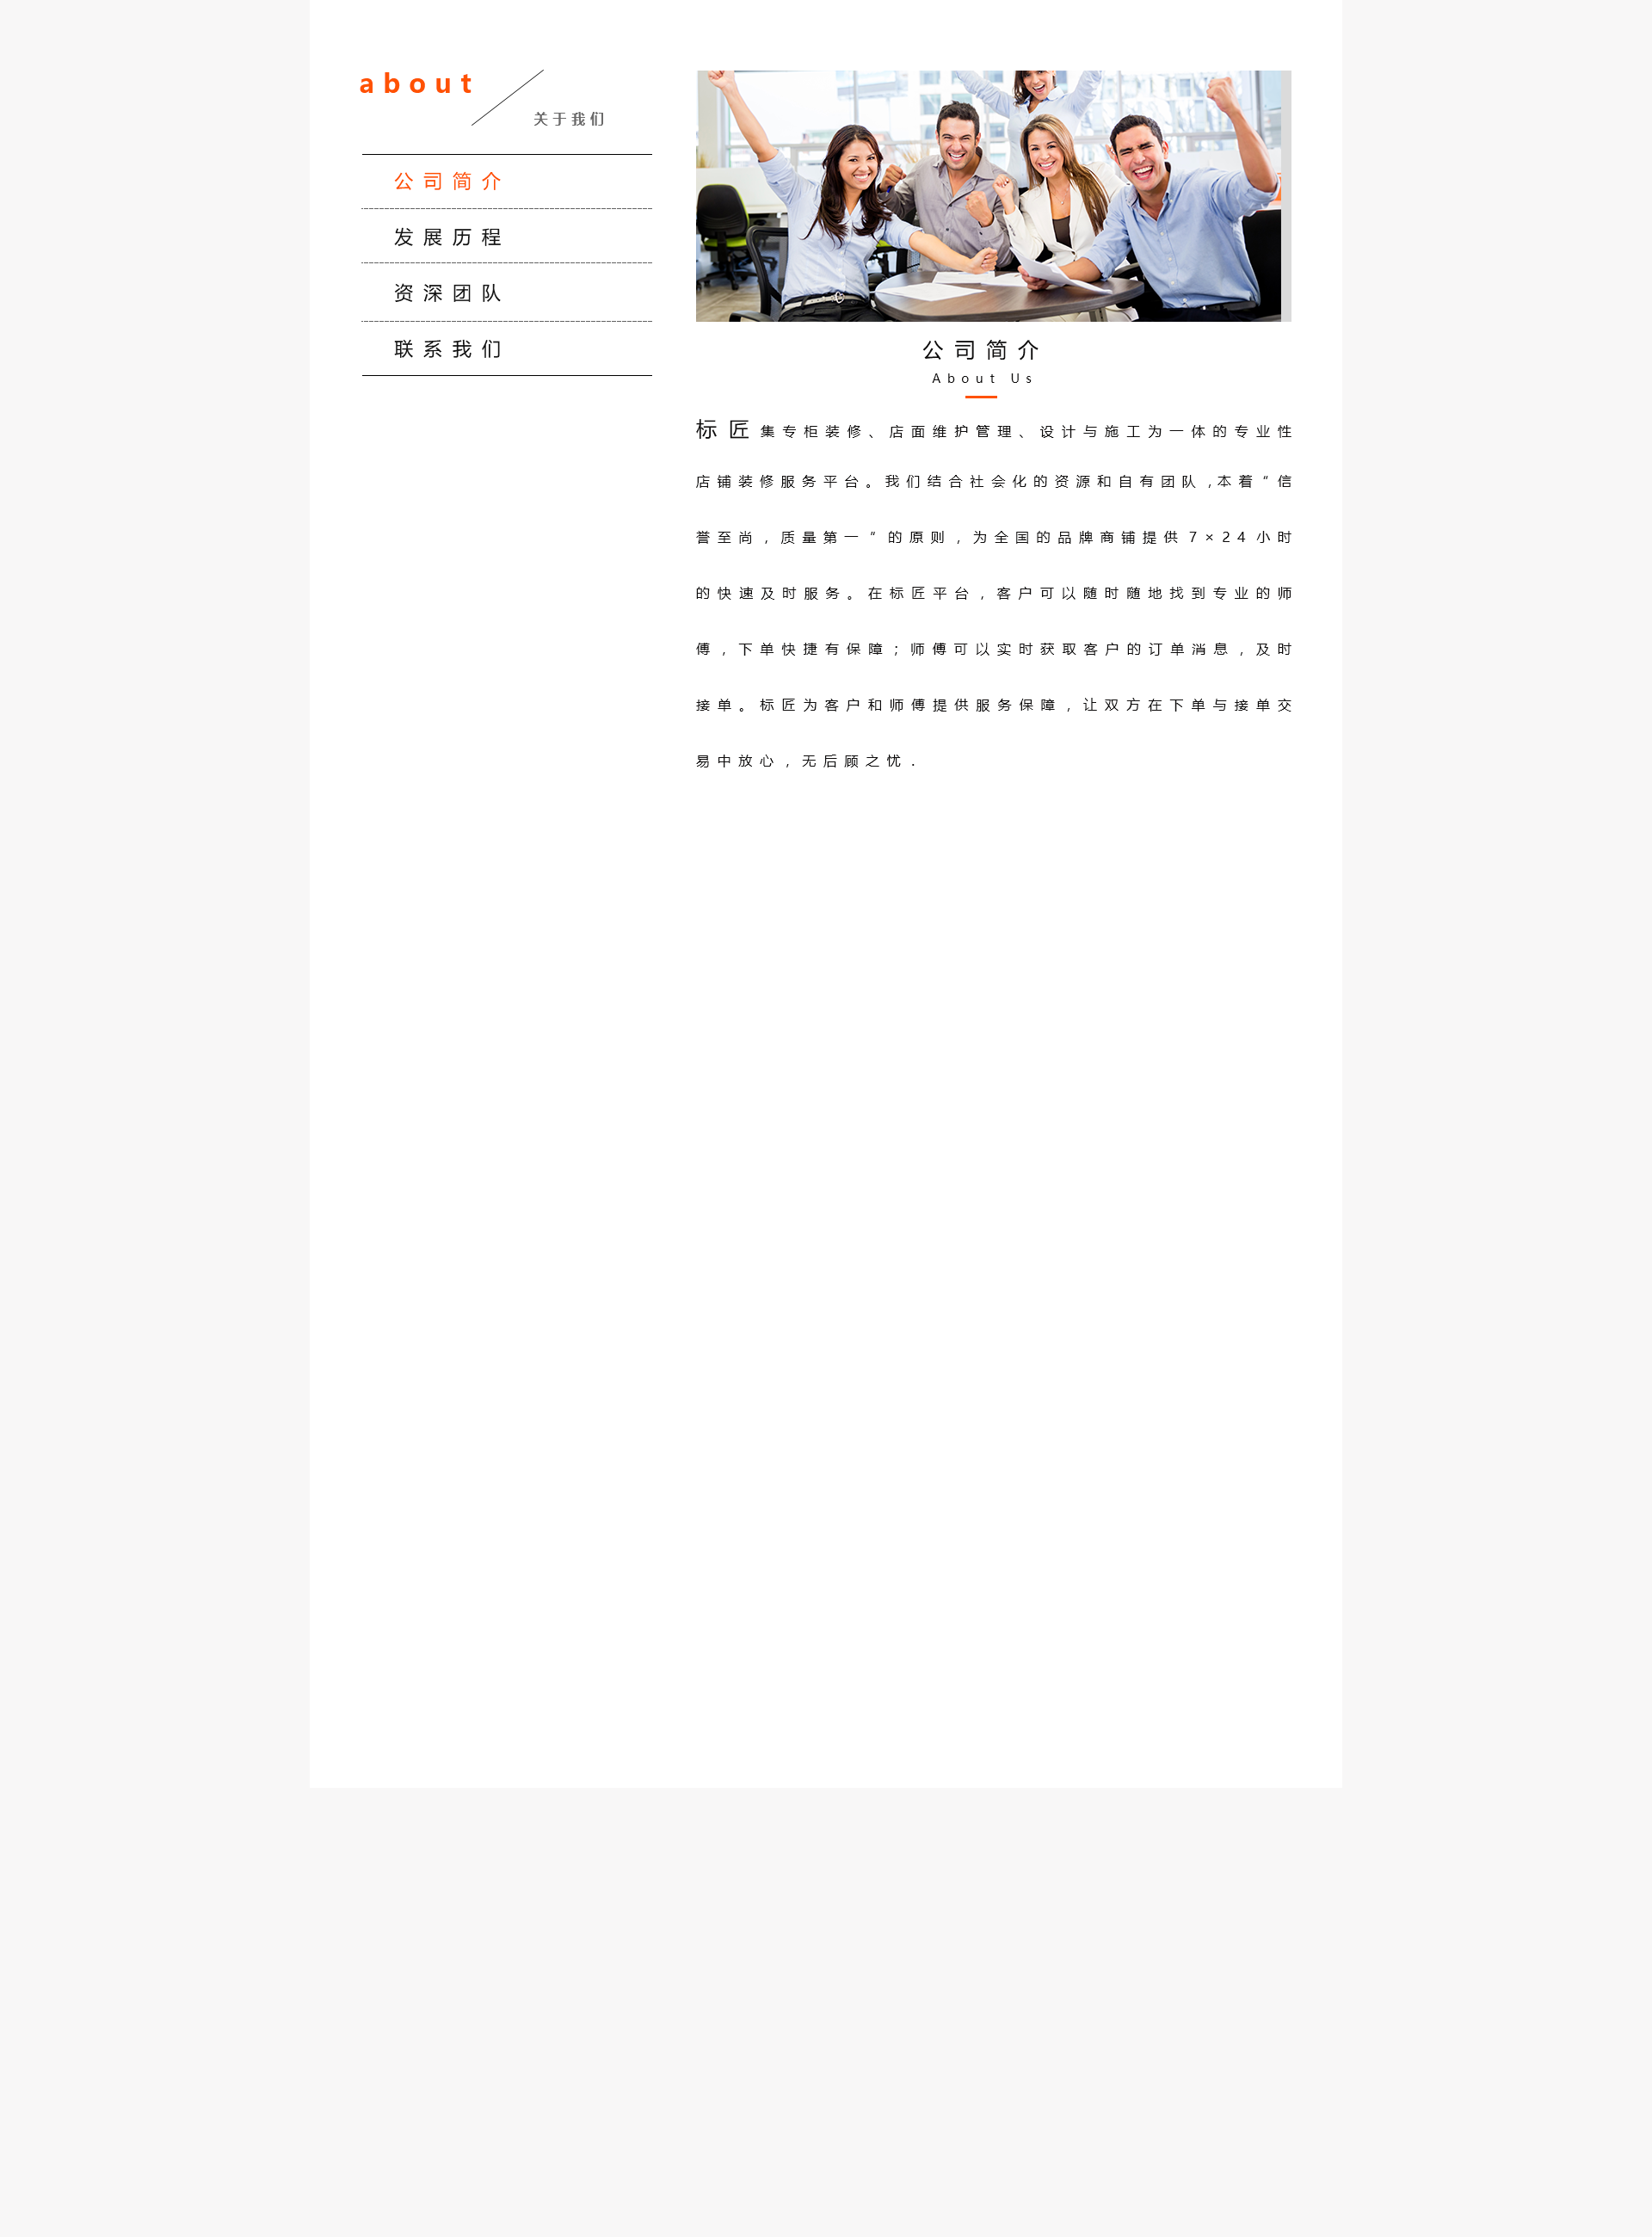 about
关于我们
公司简介
发展历程
资深团队
联系我们
公司简介
About Us
标匠集专柜装修、店面维护管理、设计与施工为一体的专业性
店铺装修服务平台。我们结合社会化的资源和自有团队,本着“信
誉至尚，质量第一”的原则，为全国的品牌商铺提供7×24小时
的快速及时服务。在标匠平台，客户可以随时随地找到专业的师
傅，下单快捷有保障；师傅可以实时获取客户的订单消息，及时
接单。标匠为客户和师傅提供服务保障，让双方在下单与接单交
易中放心，无后顾之忧.